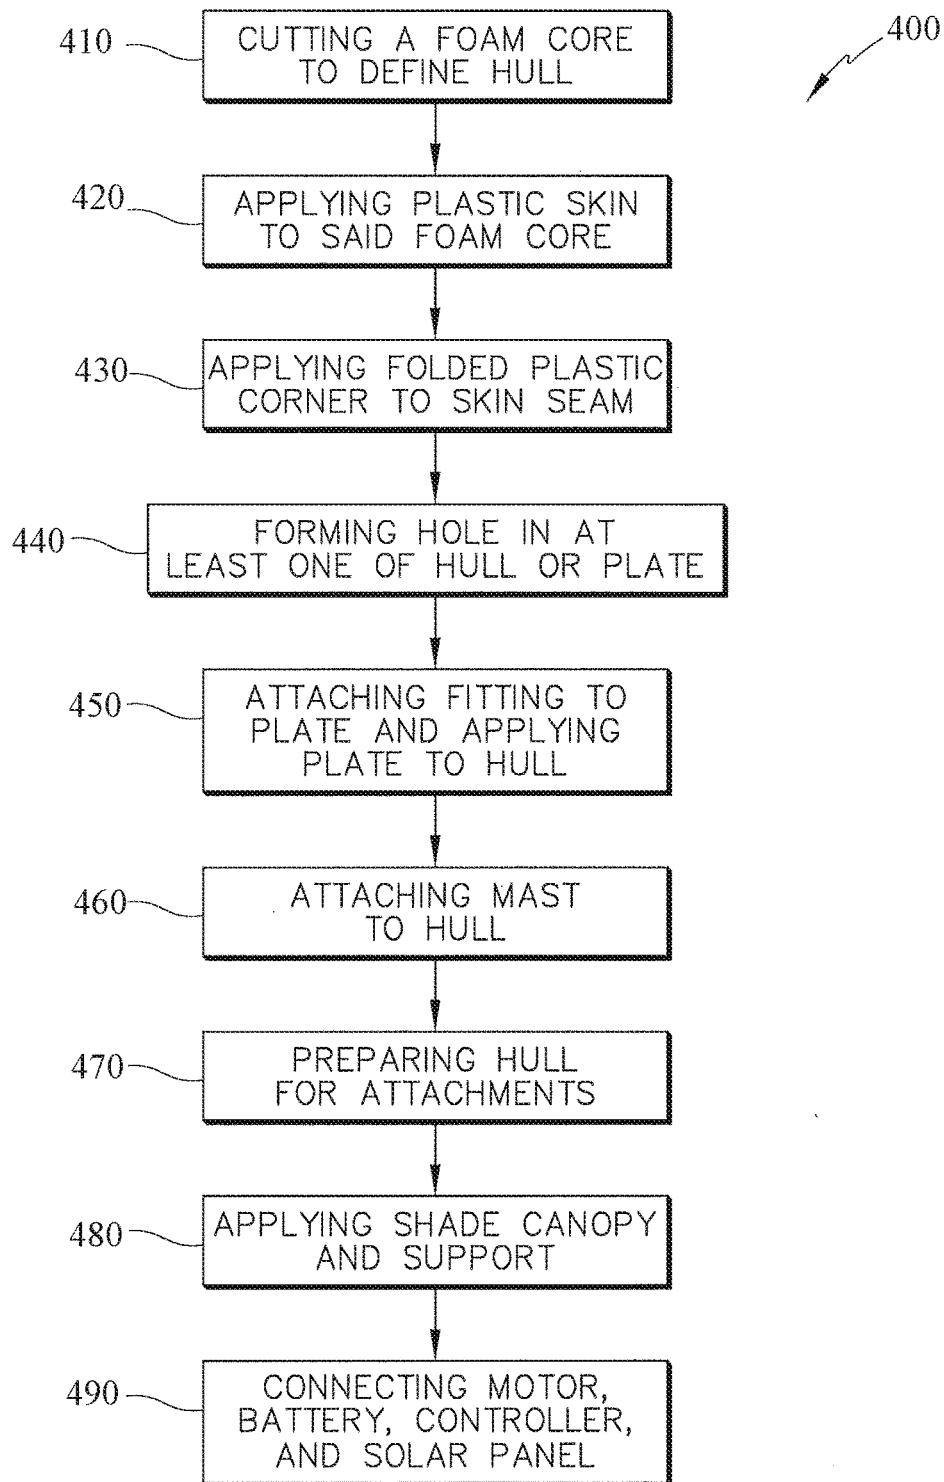 400
410
CUTTING A FOAM CORE
TO DEFINE HULL
420
APPLYING PLASTIC SKIN
TO SAID FOAM CORE
430
APPLYING FOLDED PLASTIC
CORNER TO SKIN SEAM
440
FORMING HOLE IN AT
LEAST ONE OF HULL OR PLATE
450
ATTACHING FITTING TO
PLATE AND APPLYING
PLATE TO HULL
460
ATTACHING MAST
TO HULL
470
PREPARING HULL
FOR ATTACHMENTS
480
APPLYING SHADE CANOPY
AND SUPPORT
490
CONNECTING MOTOR,
BATTERY, CONTROLLER,
AND SOLAR PANEL